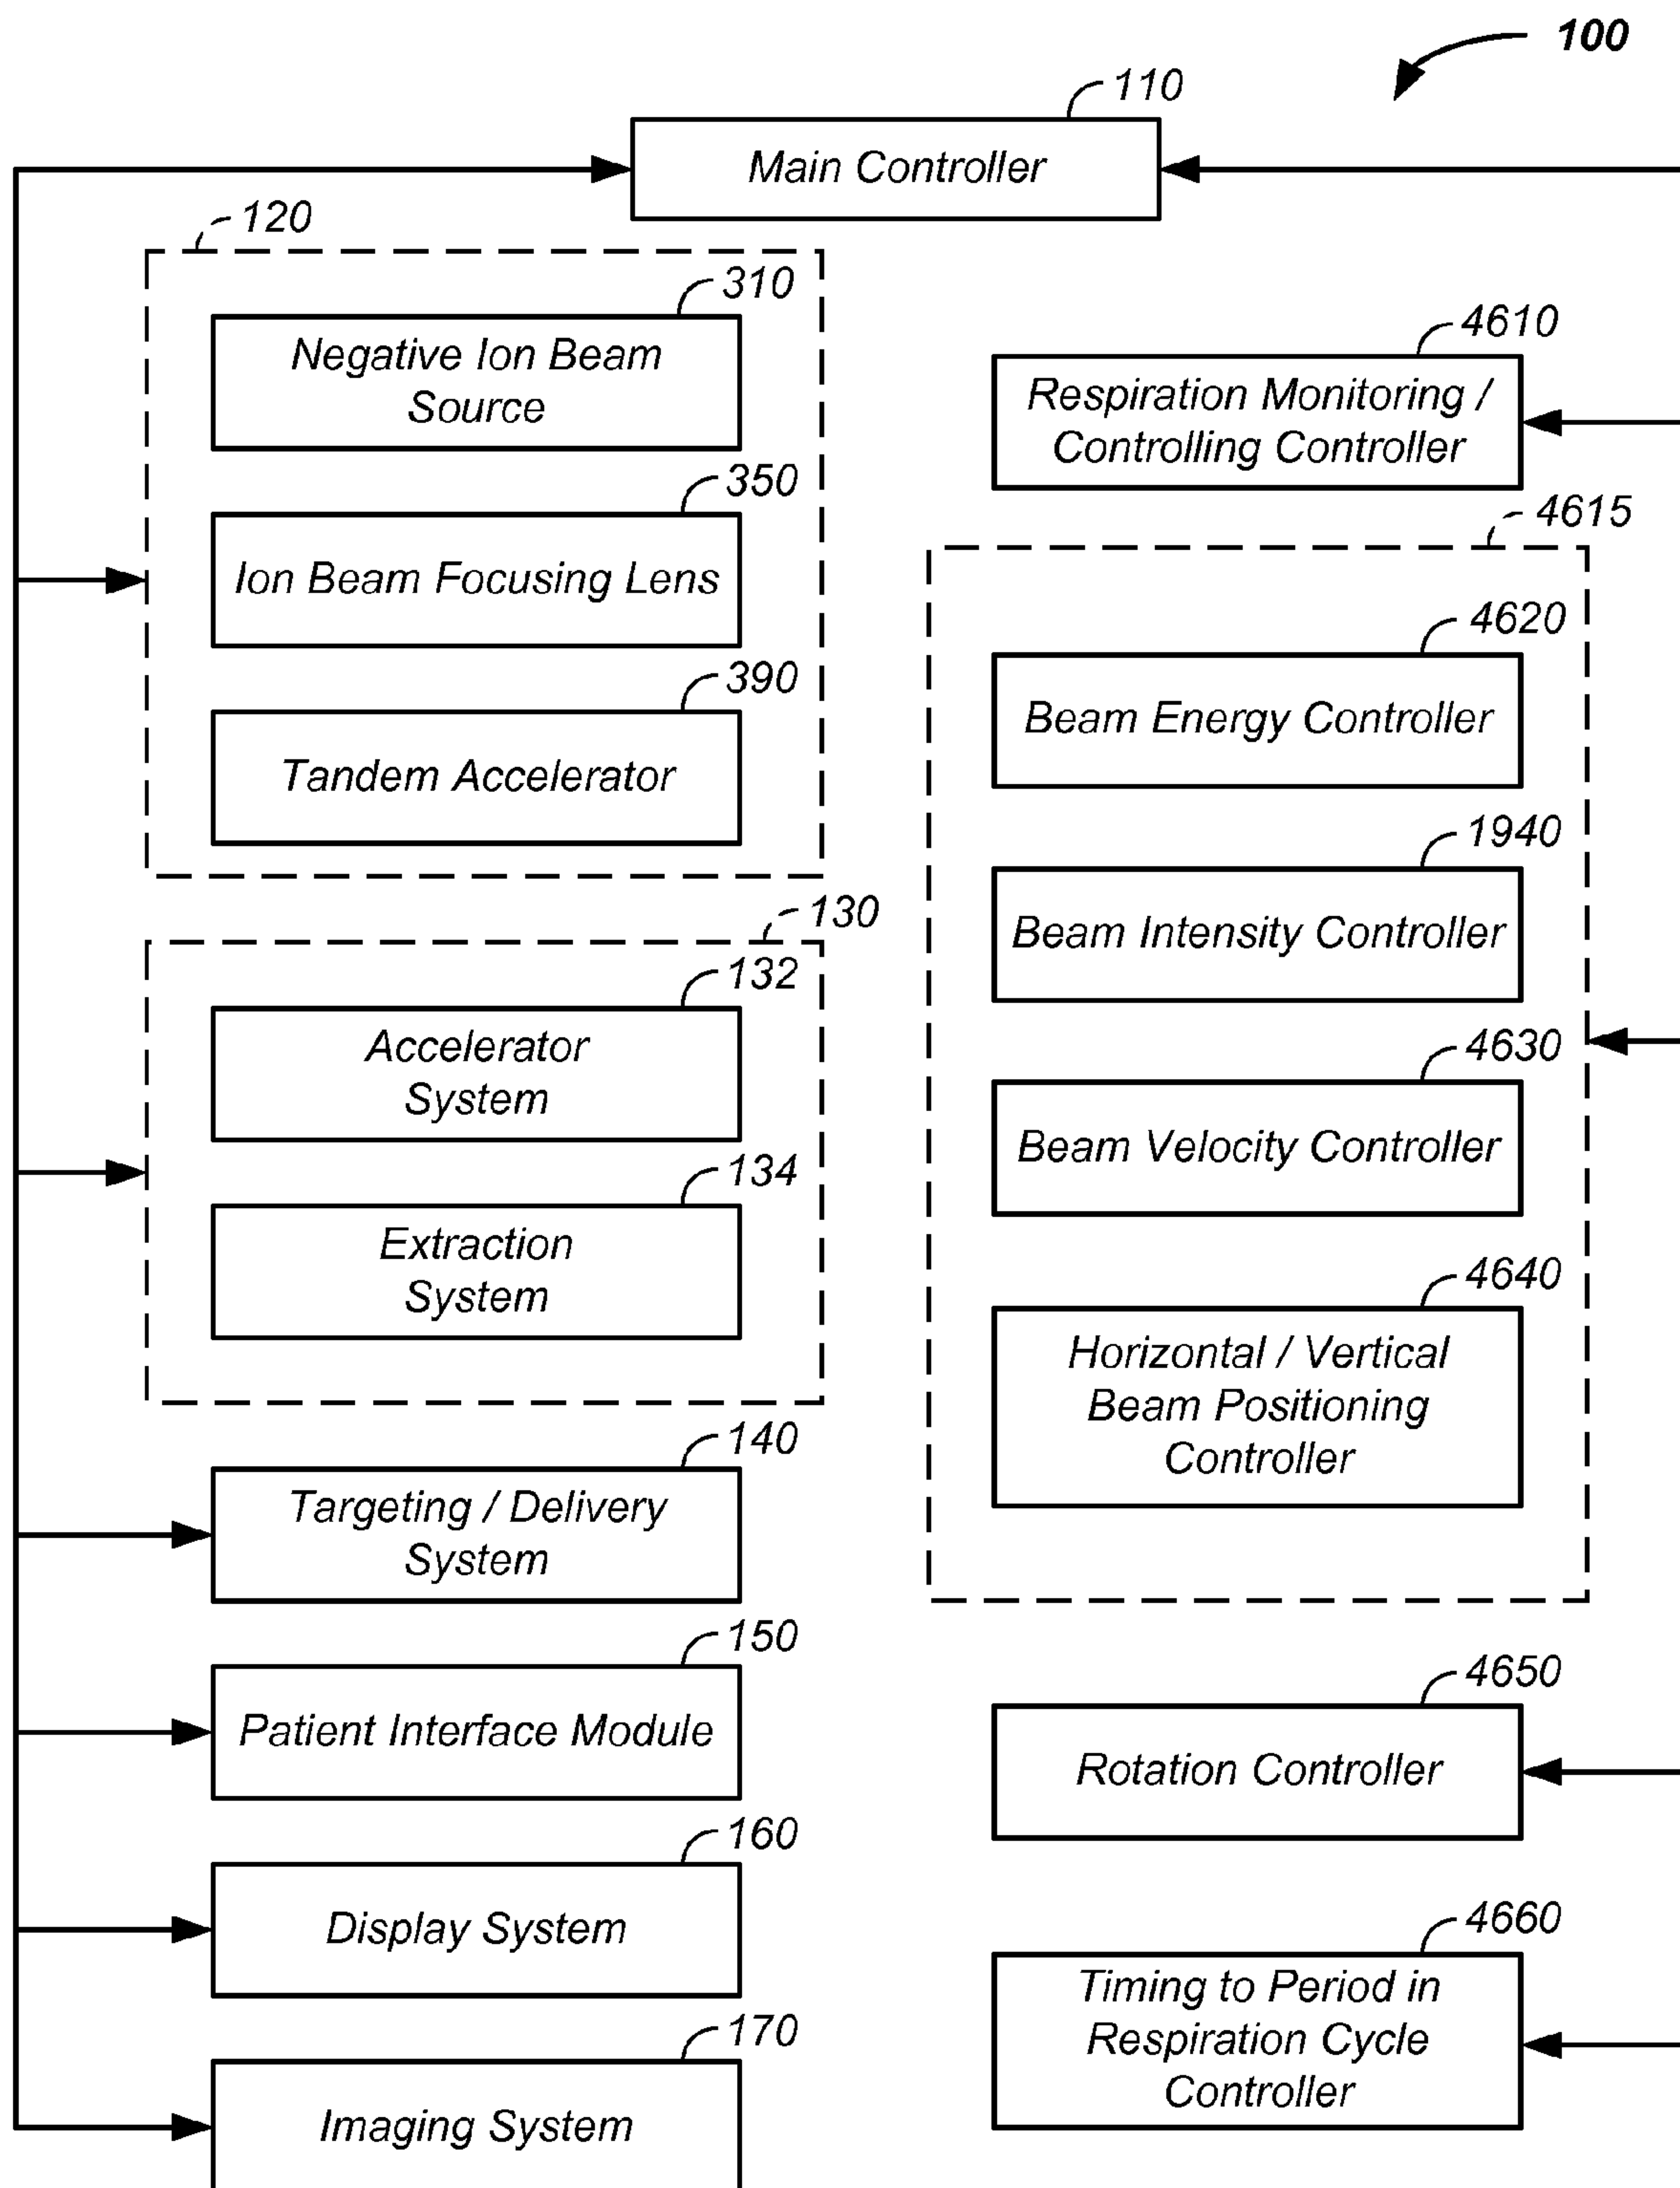 100
110
Main Controller
120
310
Negative Ion Beam
Source
350
Ion Beam Focusing Lens
390
Tandem Accelerator
130
132
Accelerator
System
134
Extraction
System
140
Targeting / Delivery
System
150
Patient Interface Module
160
Display System
170
Imaging System
4610
Respiration Monitoring /
Controlling Controller
4615
4620
Beam Energy Controller
1940
Beam Intensity Controller
4630
Beam Velocity Controller
4640
Horizontal / Vertical
Beam Positioning
Controller
4650
Rotation Controller
4660
Timing to Period in
Respiration Cycle
Controller